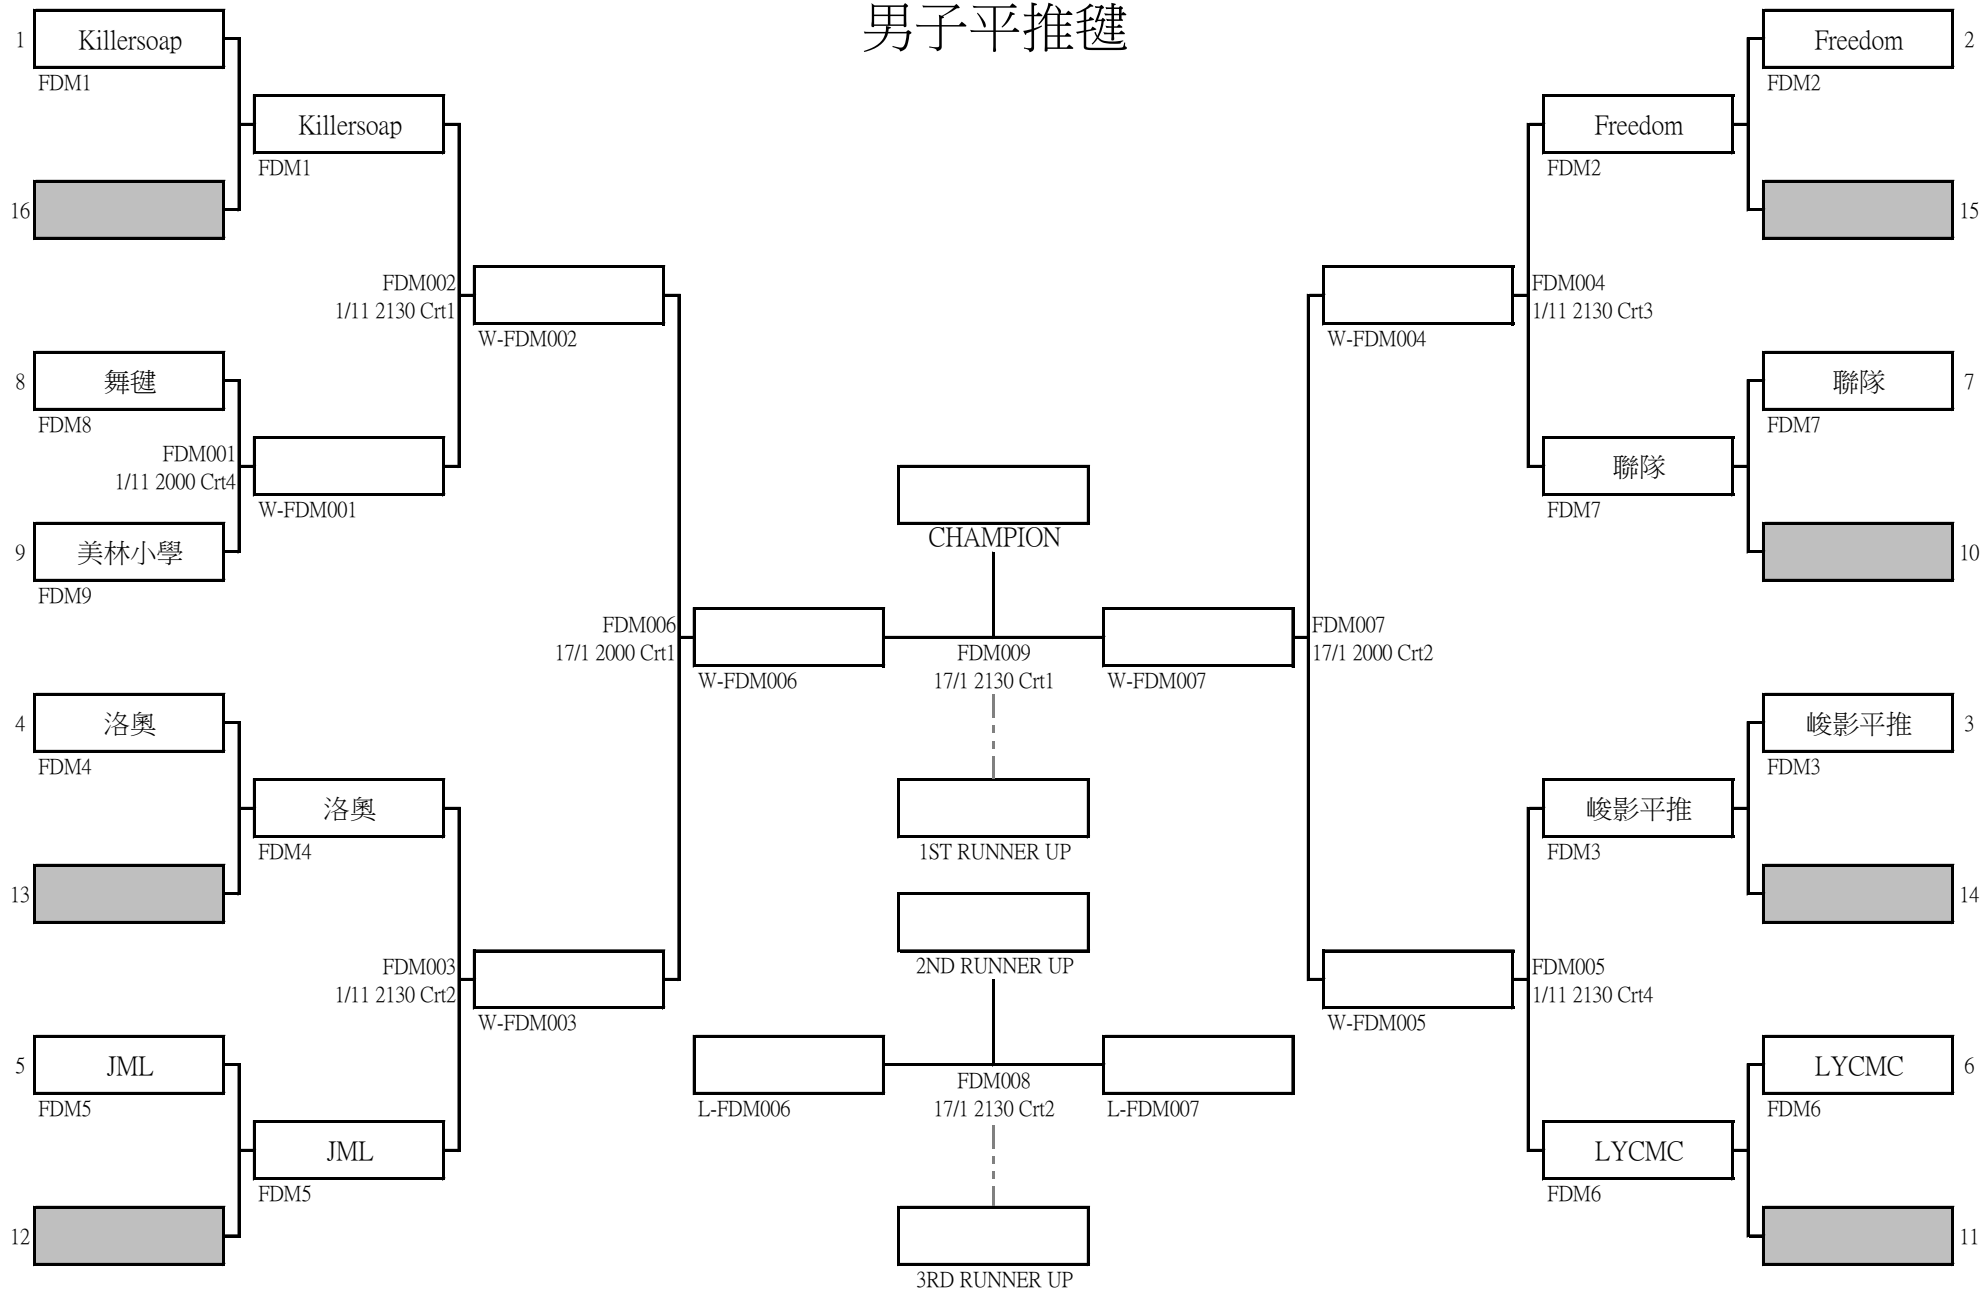 男子平推毽
1
Killersoap
FDM1
Killersoap
FDM1
16
FDM002
1/11 2130 Crt1
W-FDM002
8
舞毽
FDM8
FDM001
1/11 2000 Crt4
W-FDM001
9
美林小學
FDM9
FDM006
17/1 2000 Crt1
W-FDM006
4
洛奧
FDM4
洛奧
FDM4
13
FDM003
1/11 2130 Crt2
W-FDM003
5
JML
FDM5
JML
FDM5
12
CHAMPION
FDM009
17/1 2130 Crt1
1ST RUNNER UP
2ND RUNNER UP
L-FDM006
FDM008
17/1 2130 Crt2
L-FDM007
3RD RUNNER UP
Freedom
2
FDM2
Freedom
FDM2
15
FDM004
1/11 2130 Crt3
W-FDM004
聯隊
7
FDM7
聯隊
FDM7
10
FDM007
17/1 2000 Crt2
W-FDM007
峻影平推
3
FDM3
峻影平推
FDM3
14
FDM005
1/11 2130 Crt4
W-FDM005
LYCMC
6
FDM6
LYCMC
FDM6
11